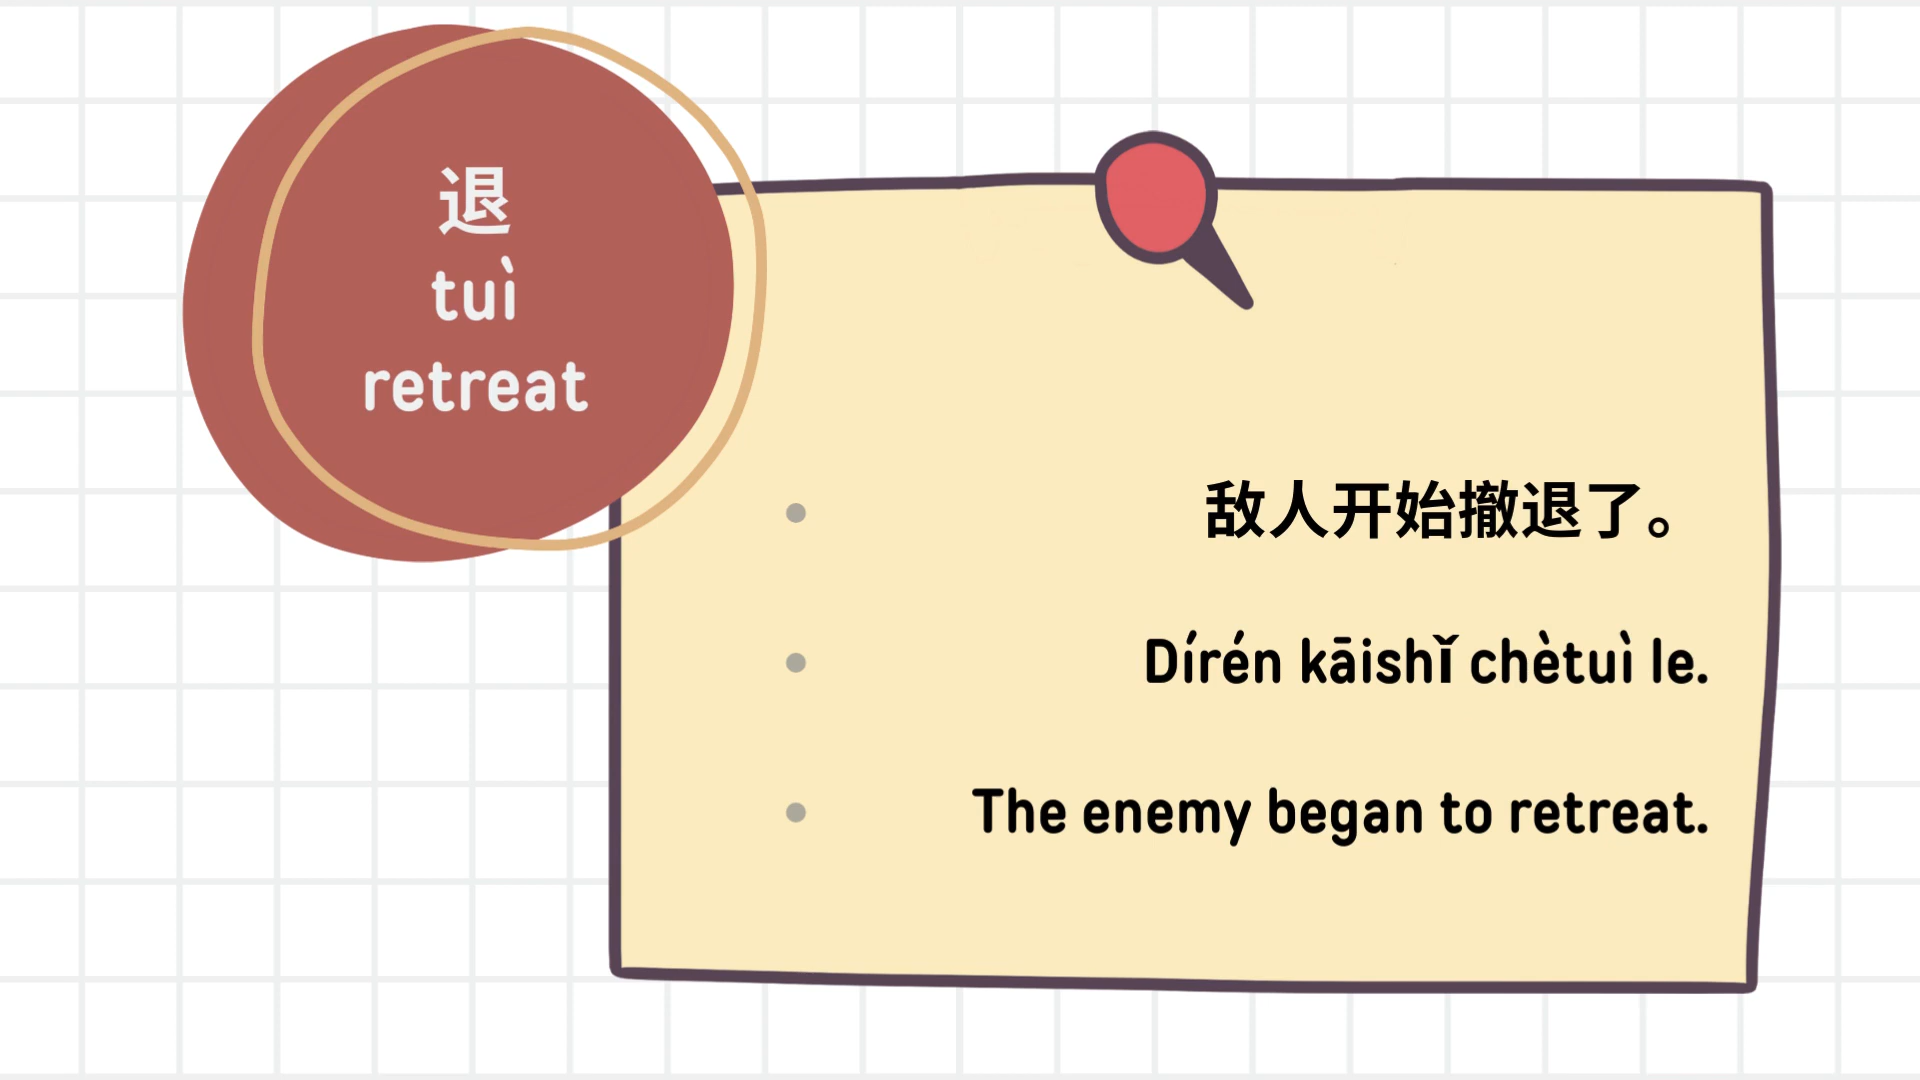 退
tuì
retreat
敌人开始撤退了。
Dírén kāishǐ chètuì le.
The enemy began to retreat.